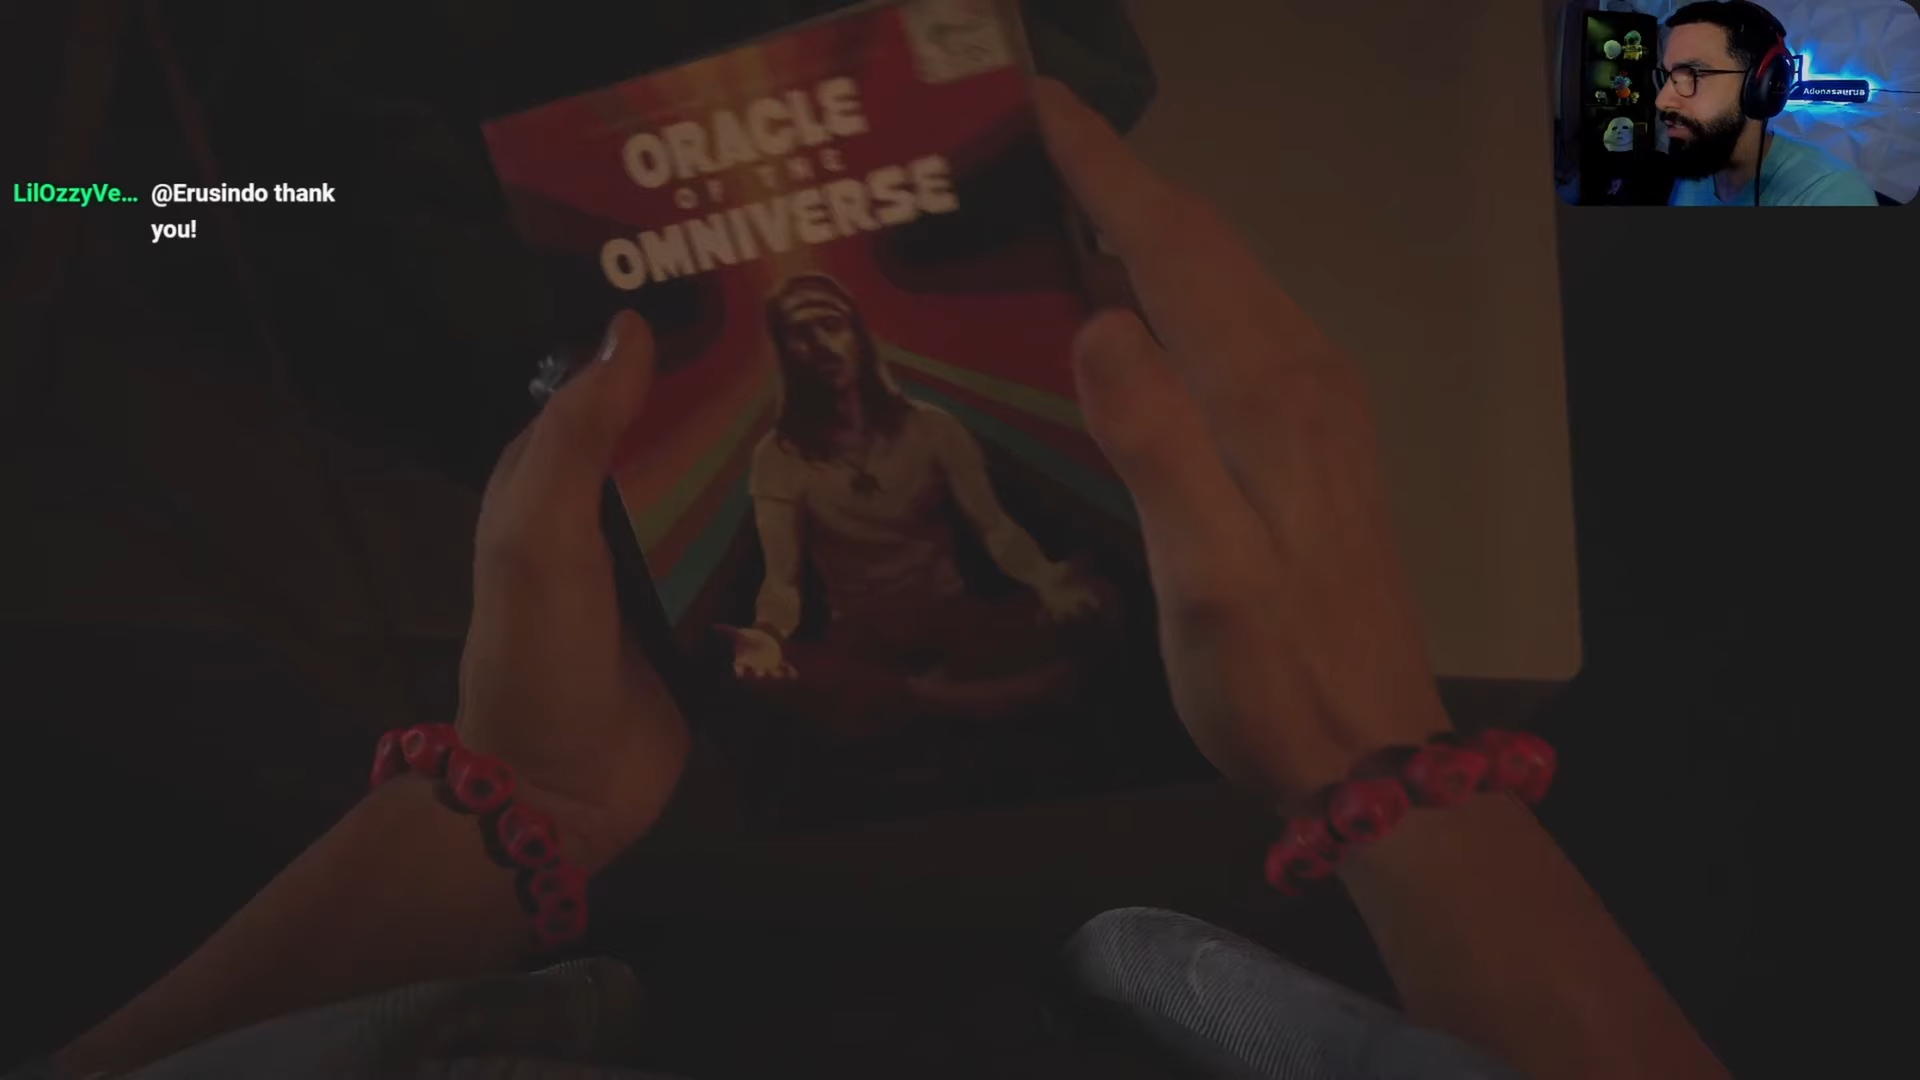 ORACLE
OF THE
OMNIVERSE
LilOzzyVe... @Erusindo thank
you!
Adonasaurus